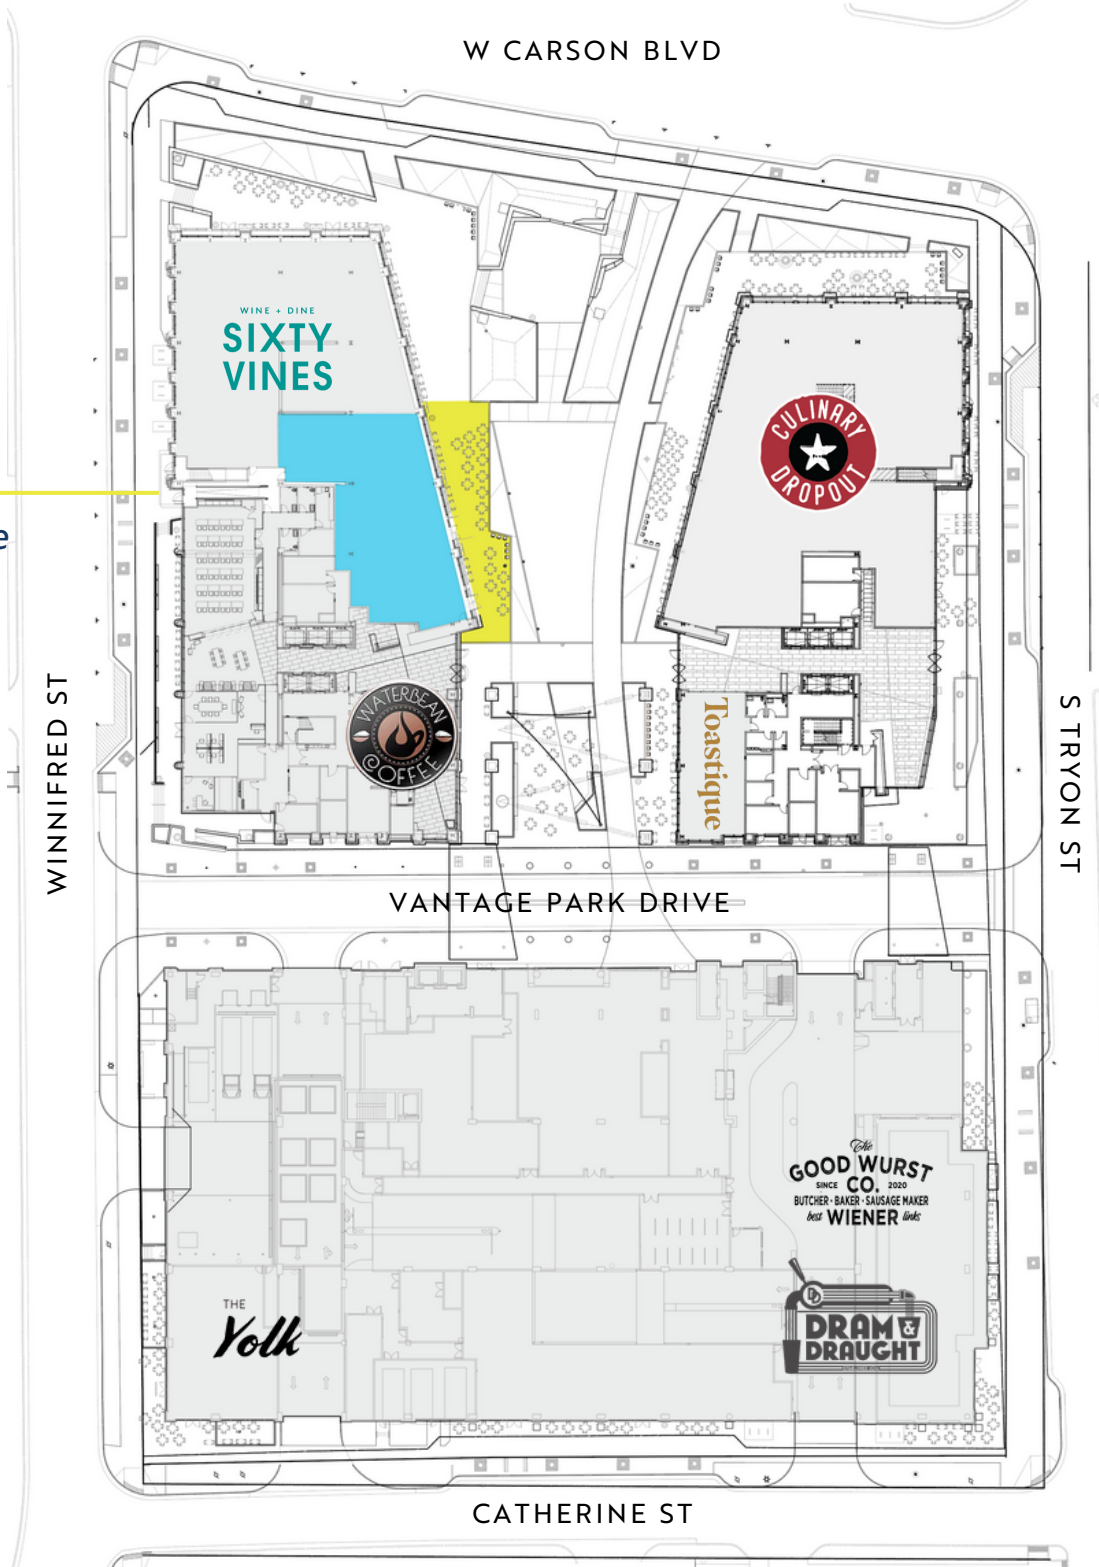 W CARSON BLVD
WINE + DINE
SIXTY
VINES
CULINARY
DROPOUT
WINNIFRED ST
S TRYON ST
WATERBEAN
COFFEE
Toastique
VANTAGE PARK DRIVE
The
GOOD WURST
SINCE CO. 2020
BUTCHER • BAKER • SAUSAGE MAKER
best WIENER links
THE
Yolk
DD
DRAM &
DRAUGHT
CATHERINE ST